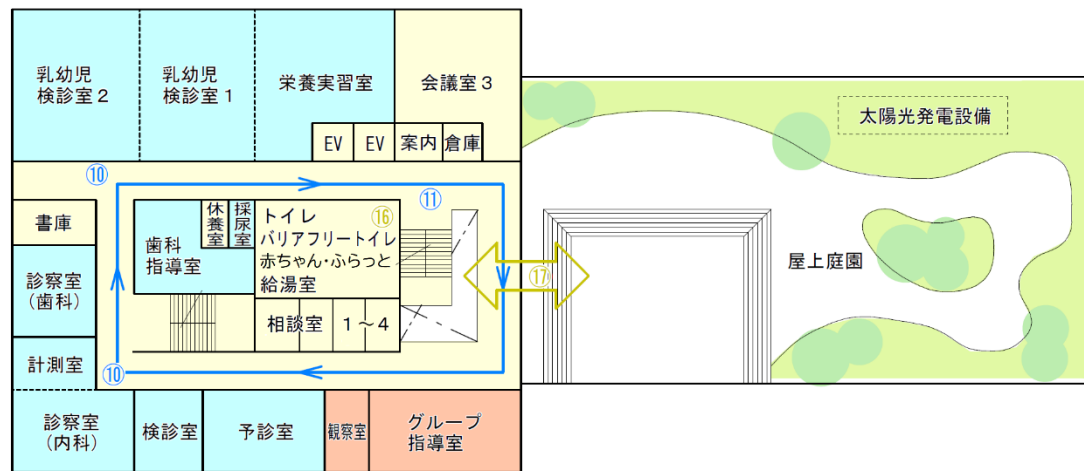 乳幼児
検診室２
乳幼児
検診室１
栄養実習室
会議室３
EV
EV
案内
倉庫
太陽光発電設備
⑩
⑪
書庫
休養室
採尿室
トイレ
⑯
バリアフリートイレ
赤ちゃん・ふらっと
給湯室
歯科
指導室
診察室
(歯科)
⑰
屋上庭園
相談室
１～４
計測室
⑩
診察室
(内科)
検診室
予診室
観察室
グループ
指導室